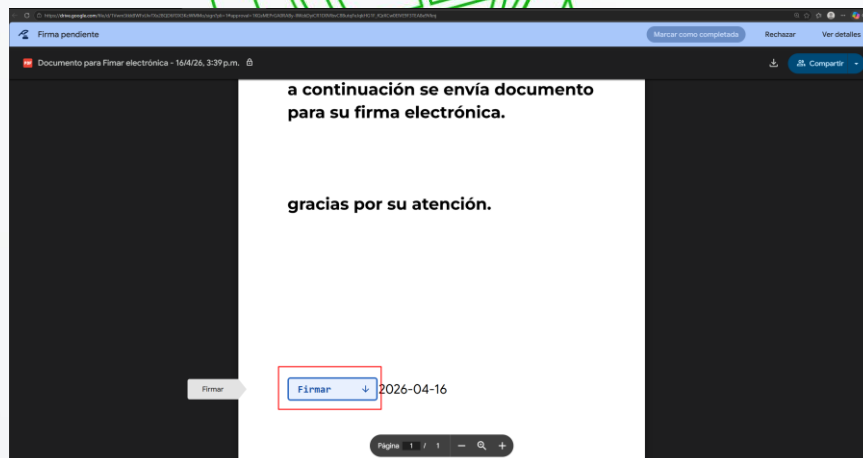 Firma pendiente
Marcar como completada
Rechazar
Ver detalles
PDF
Documento para Fimar electrónica - 16/4/26, 3:39 p.m.
Compartir
a continuación se envía documento
para su firma electrónica.
gracias por su atención.
Firmar
Firmar
2026-04-16
Página 1 / 1